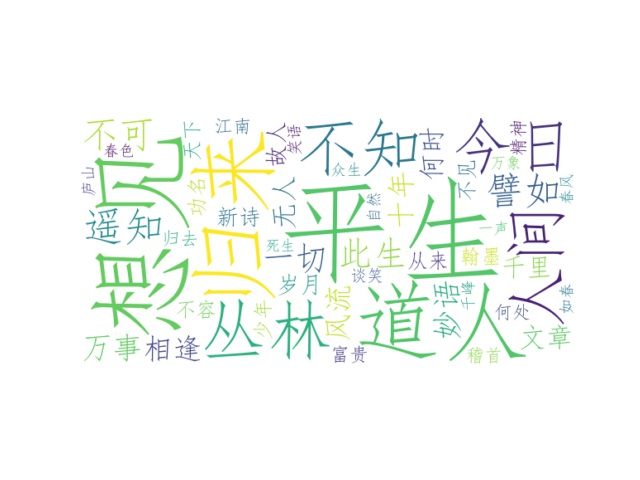 不可
春色
天下
江南
故人
笑语
不知
何时
今日
精神
众生
不见
万象
庐山
想见
归来
功名
无人
平生
自然
十年
譬如
春风
遥知
新诗
人间
归去
死生
一切
此生
从来
翰墨
千里
一声
谈笑
岁月
千峰
如春
不容
少年
丛林
风流
道人
妙语
何处
万事
相逢
富贵
稽首
文章